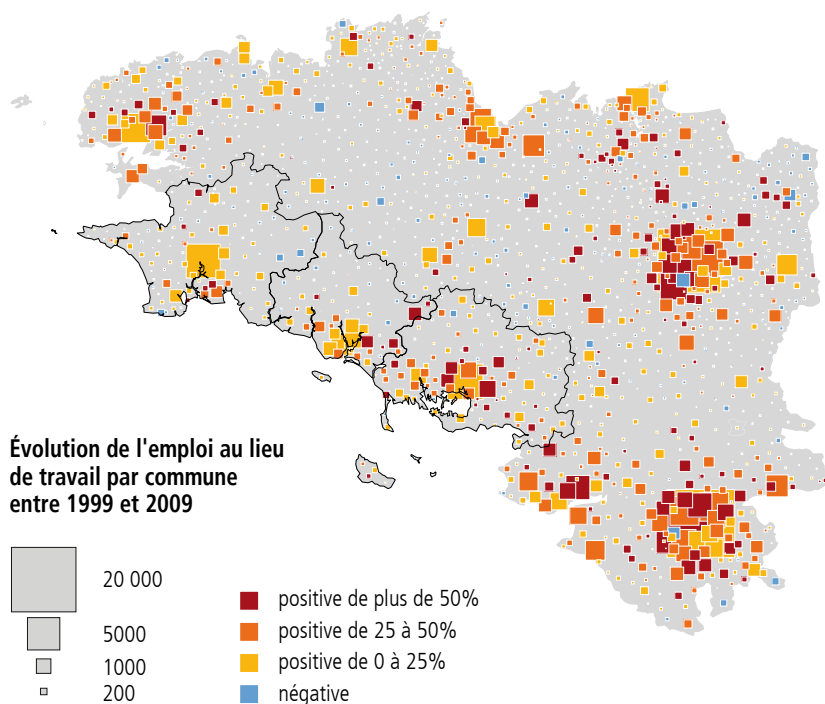 Évolution de l'emploi au lieu
de travail par commune
entre 1999 et 2009
20 000
5000
1000
200
positive de plus de 50%
positive de 25 à 50%
positive de 0 à 25%
négative